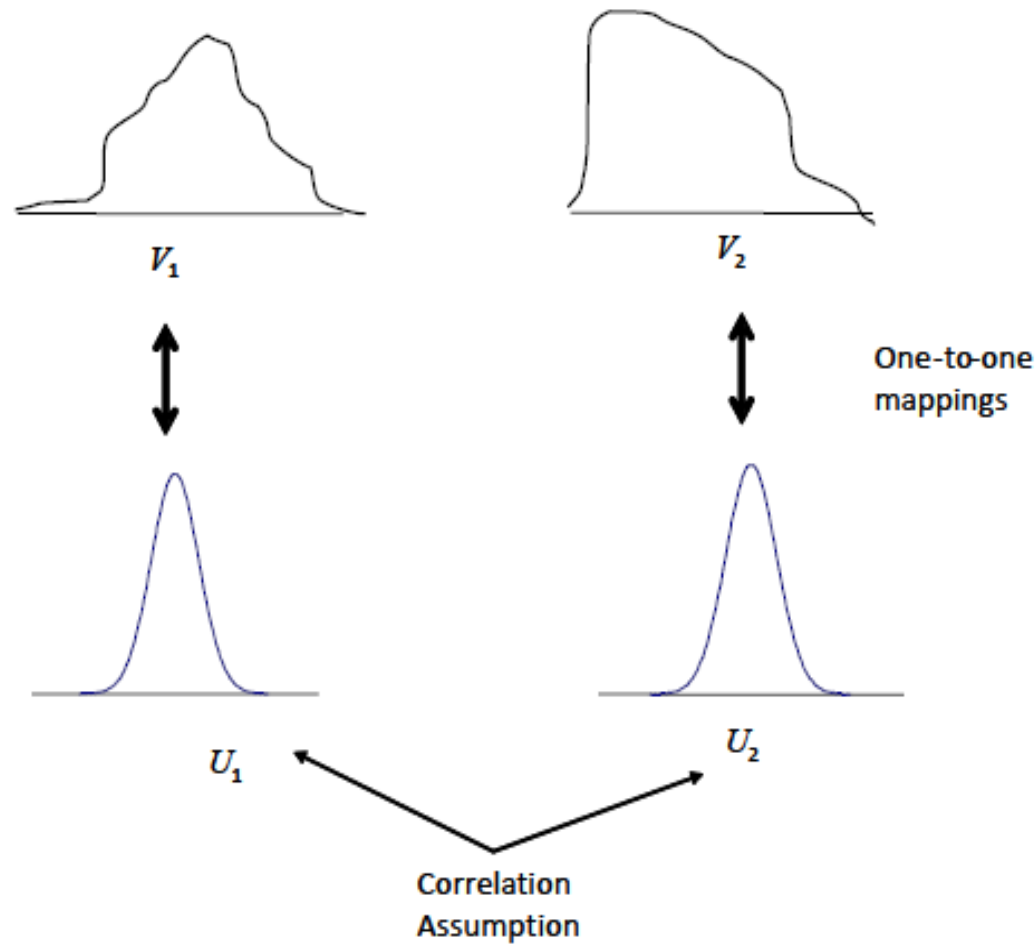 V₁
V₂
One-to-one
mappings
U₁
U₂
Correlation
Assumption